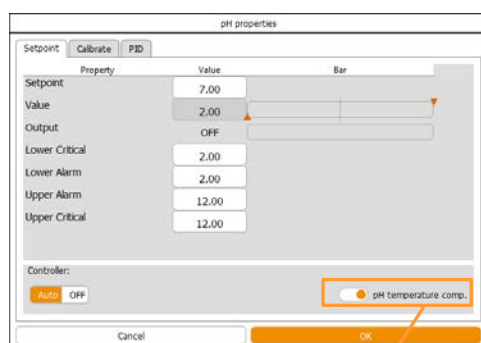 pH properties
Setpoint Calibrate PID
Property Value Bar
Setpoint 7.00
Value 2.00
Output OFF
Lower Critical 2.00
Lower Alarm 2.00
Upper Alarm 12.00
Upper Critical 12.00
Controller:
Auto OFF pH temperature comp.
Cancel OK